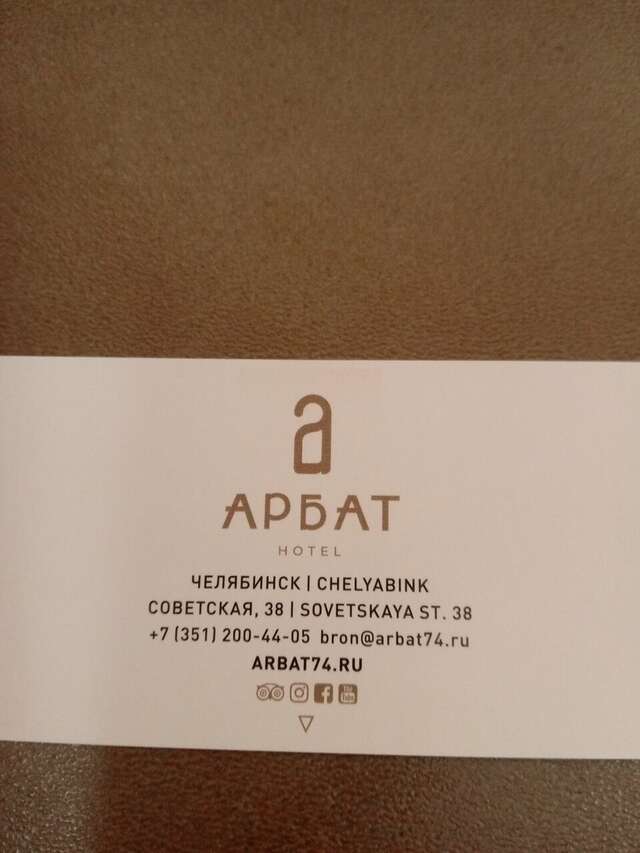 а
АРБАТ
HOTEL
ЧЕЛЯБИНСК | CHELYABINK
СОВЕТСКАЯ, 38 | SOVETSKAYA ST. 38
+7 (351) 200-44-05 bron@arbat74.ru
ARBAT74.RU